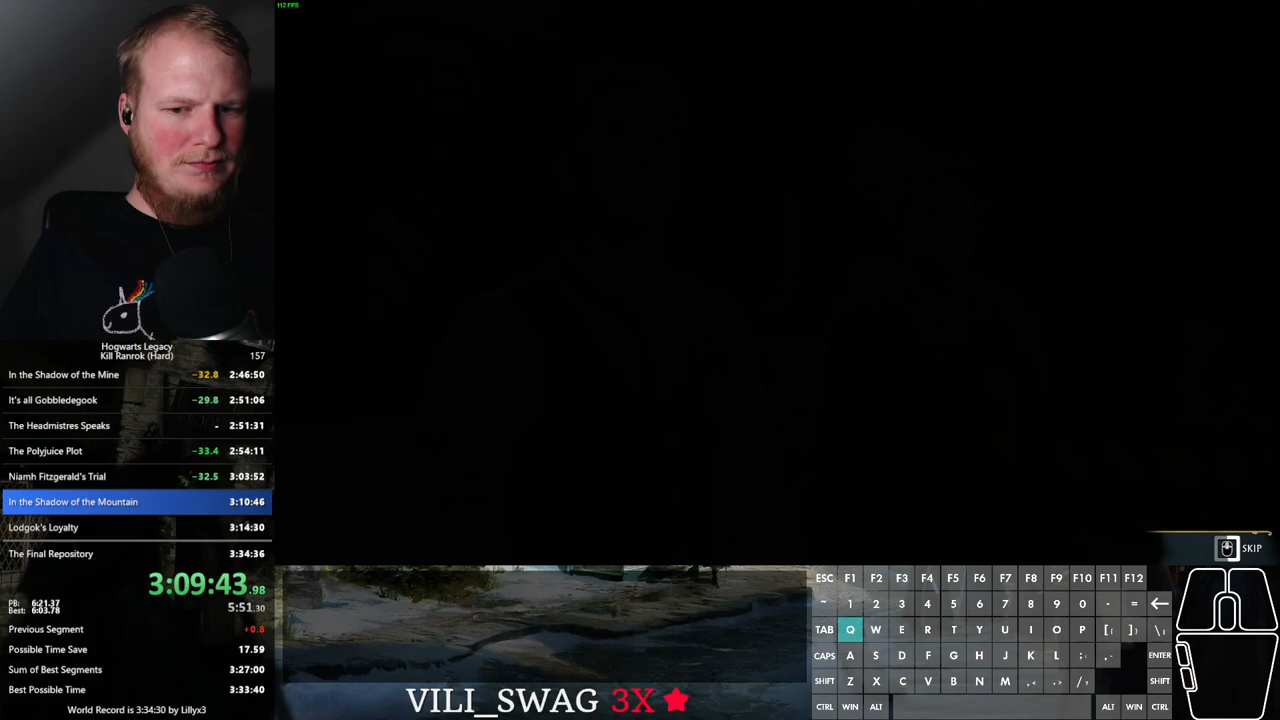 112 FPS
Hogwarts Legacy
Kill Ranrok (Hard) 157
In the Shadow of the Mine -32.8 2:46:50
It's all Gobbledegook -29.8 2:51:06
The Headmistres Speaks - 2:51:31
The Polyjuice Plot -33.4 2:54:11
Niamh Fitzgerald's Trial -32.5 3:03:52
In the Shadow of the Mountain 3:10:46
Lodgok's Loyalty 3:14:30
The Final Repository 3:34:36
3:09:43.98
PB: 6:21.37
Best: 6:03.78 5:51.30
Previous Segment +0.8
Possible Time Save 17.59
Sum of Best Segments 3:27:00
Best Possible Time 3:33:40
World Record is 3:34:30 by Lillyx3
SKIP
VILI_SWAG 3X
ESC F1 F2 F3 F4 F5 F6 F7 F8 F9 F10 F11 F12
~ 1 2 3 4 5 6 7 8 9 0 - = ←
TAB Q W E R T Y U I O P [{ ]} \|
CAPS A S D F G H J K L ;: ,. ENTER
SHIFT Z X C V B N M ,< .> /? SHIFT
CTRL WIN ALT ALT WIN CTRL